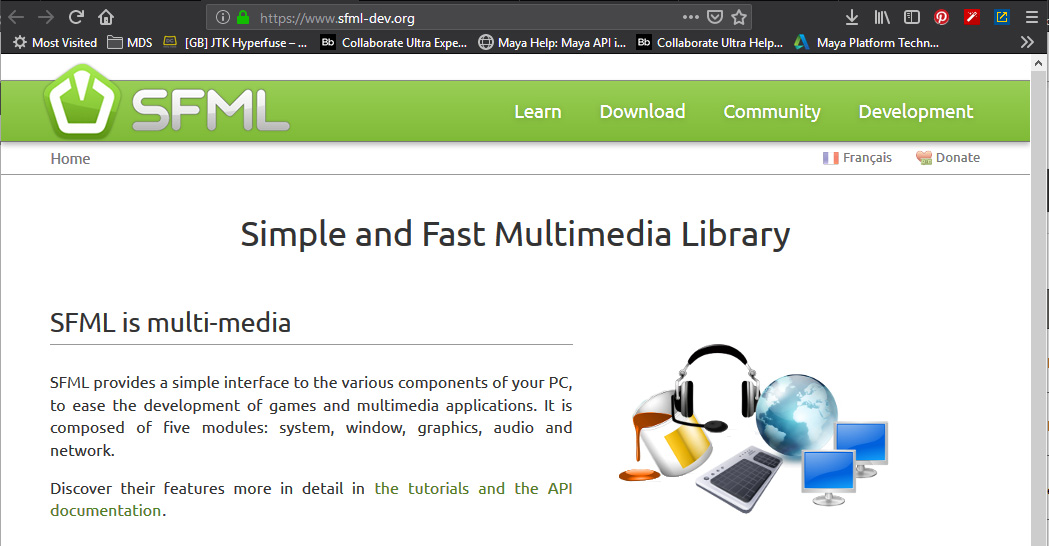 https://www.sfml-dev.org
Most Visited MDS [GB] JTK Hyperfuse – ... Bb Collaborate Ultra Expe... Maya Help: Maya API i... Bb Collaborate Ultra Help... Maya Platform Techn...
SFML Learn Download Community Development
Home Français Donate
Simple and Fast Multimedia Library
SFML is multi-media
SFML provides a simple interface to the various components of your PC,
to ease the development of games and multimedia applications. It is
composed of five modules: system, window, graphics, audio and
network.
Discover their features more in detail in the tutorials and the API
documentation.